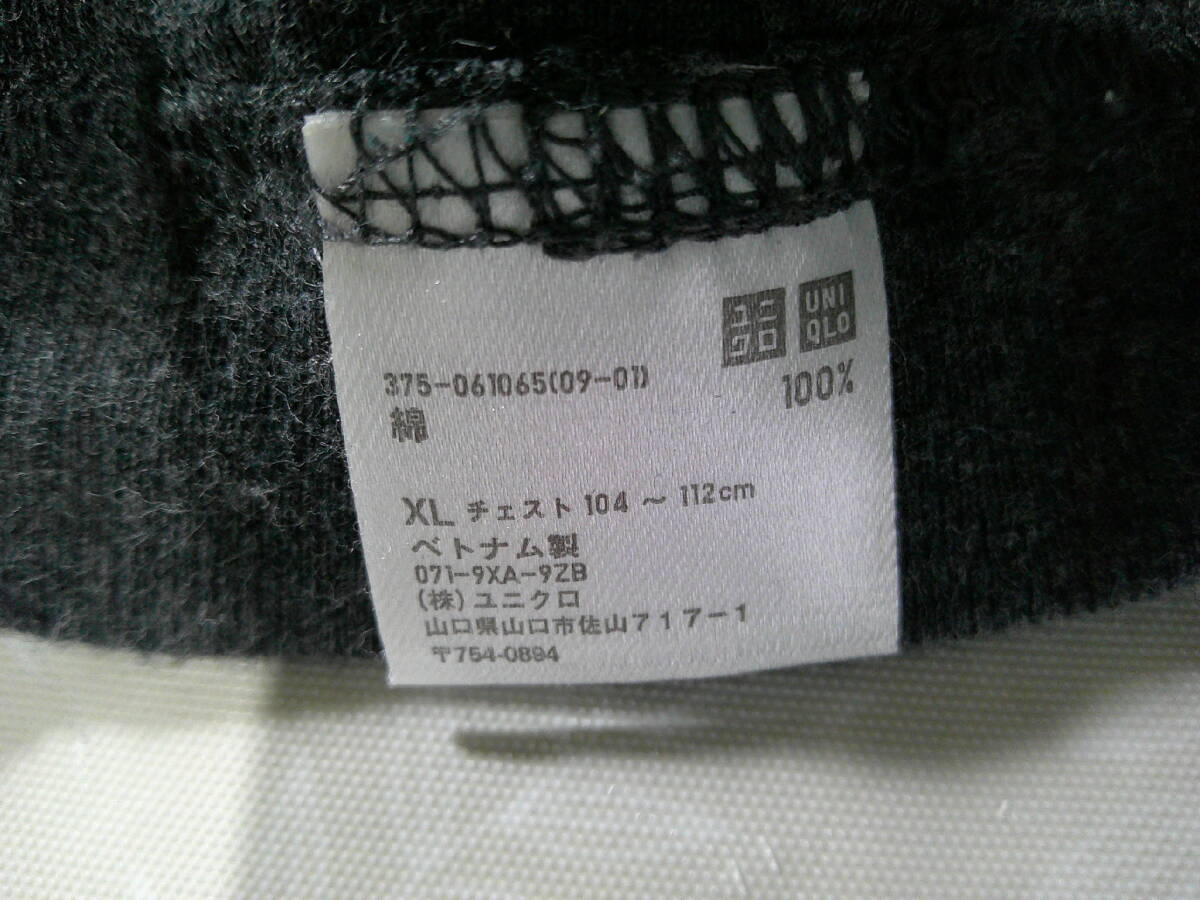 ユニクロ UNIQLO
375-061065(09-01)
綿 100%
XL チェスト 104 ～ 112cm
ベトナム製
071-9XA-9ZB
(株)ユニクロ
山口県山口市佐山717-1
〒754-0894